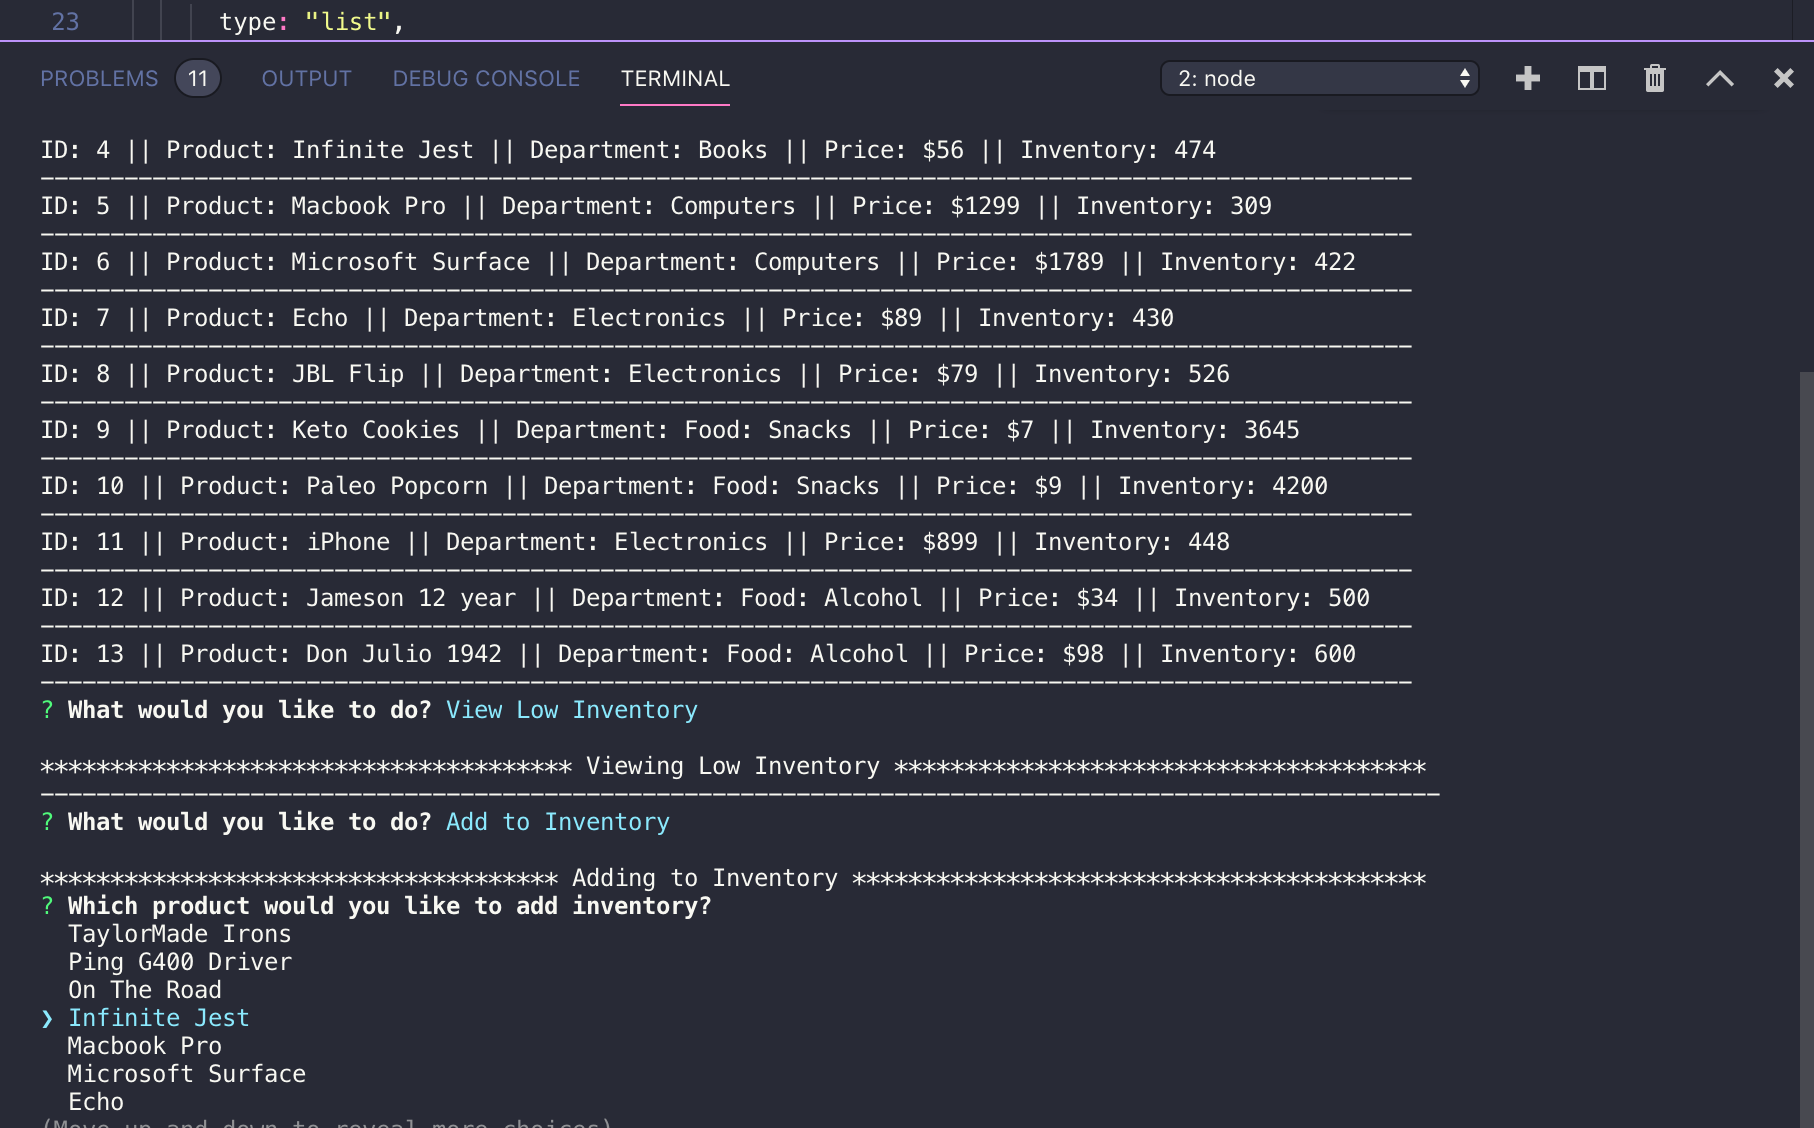 23 type: "list",
PROBLEMS 11 OUTPUT DEBUG CONSOLE TERMINAL 2: node
ID: 4 || Product: Infinite Jest || Department: Books || Price: $56 || Inventory: 474
--------------------------------------------------------------------------------------------------
ID: 5 || Product: Macbook Pro || Department: Computers || Price: $1299 || Inventory: 309
--------------------------------------------------------------------------------------------------
ID: 6 || Product: Microsoft Surface || Department: Computers || Price: $1789 || Inventory: 422
--------------------------------------------------------------------------------------------------
ID: 7 || Product: Echo || Department: Electronics || Price: $89 || Inventory: 430
--------------------------------------------------------------------------------------------------
ID: 8 || Product: JBL Flip || Department: Electronics || Price: $79 || Inventory: 526
--------------------------------------------------------------------------------------------------
ID: 9 || Product: Keto Cookies || Department: Food: Snacks || Price: $7 || Inventory: 3645
--------------------------------------------------------------------------------------------------
ID: 10 || Product: Paleo Popcorn || Department: Food: Snacks || Price: $9 || Inventory: 4200
--------------------------------------------------------------------------------------------------
ID: 11 || Product: iPhone || Department: Electronics || Price: $899 || Inventory: 448
--------------------------------------------------------------------------------------------------
ID: 12 || Product: Jameson 12 year || Department: Food: Alcohol || Price: $34 || Inventory: 500
--------------------------------------------------------------------------------------------------
ID: 13 || Product: Don Julio 1942 || Department: Food: Alcohol || Price: $98 || Inventory: 600
--------------------------------------------------------------------------------------------------
? What would you like to do? View Low Inventory
************************************** Viewing Low Inventory **************************************
----------------------------------------------------------------------------------------------------
? What would you like to do? Add to Inventory
************************************* Adding to Inventory *****************************************
? Which product would you like to add inventory?
TaylorMade Irons
Ping G400 Driver
On The Road
❯ Infinite Jest
Macbook Pro
Microsoft Surface
Echo
(Move up and down to reveal more choices)